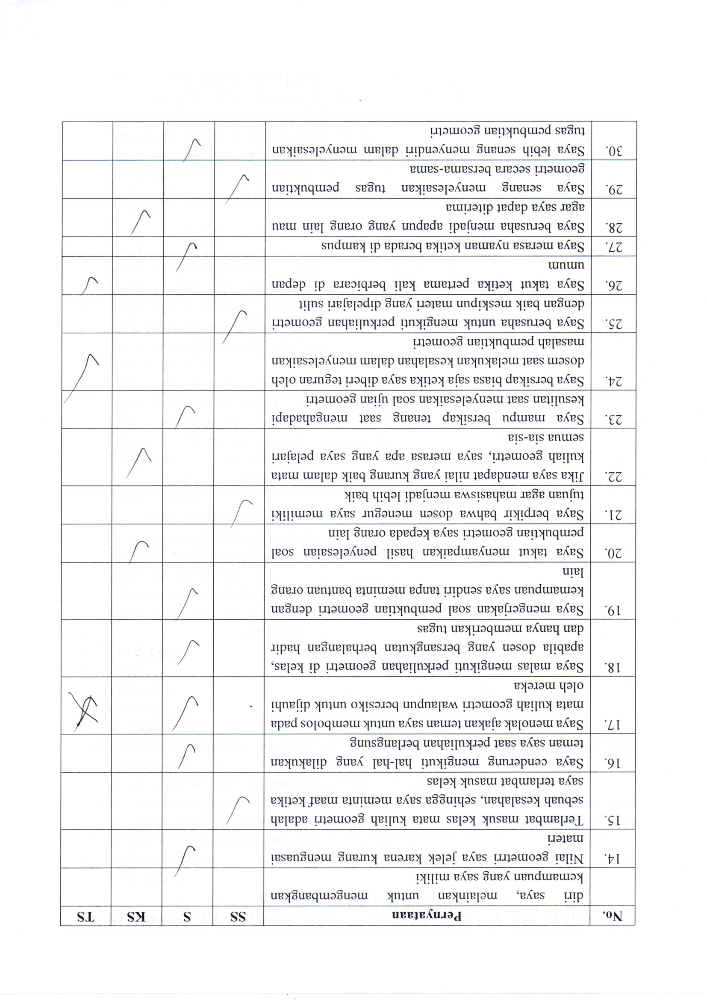 No. Pernyataan SS S KS TS
diri saya, melainkan untuk mengembangkan
kemampuan yang saya miliki
14. Nilai geometrri saya jelek karena kurang menguasai
materi
✓
15. Terlambat masuk kelas mata kuliah geometri adalah
sebuah kesalahan, sehingga saya meminta maaf ketika
saya terlambat masuk kelas
✓
16. Saya cenderung mengikuti hal-hal yang dilakukan
teman saya saat perkuliahan berlangsung
✓
17. Saya menolak ajakan teman saya untuk membolos pada
mata kuliah geometri walaupun beresiko untuk dijauhi
oleh mereka
✓
18. Saya malas mengikuti perkuliahan geometri di kelas,
apabila dosen yang bersangkutan berhalangan hadir
dan hanya memberikan tugas
✓
19. Saya mengerjakan soal pembuktian geometri dengan
kemampuan saya sendiri tanpa meminta bantuan orang
lain
✓
20. Saya takut menyampaikan hasil penyelesaian soal
pembuktian geometri saya kepada orang lain
✓
21. Saya berpikir bahwa dosen menegur saya memiliki
tujuan agar mahasiswa menjadi lebih baik
✓
22. Jika saya mendapat nilai yang kurang baik dalam mata
kuliah geometri, saya merasa apa yang saya pelajari
semua sia-sia
✓
23. Saya mampu bersikap tenang saat mengahadapi
kesulitan saat menyelesaikan soal ujian geometri
✓
24. Saya bersikap biasa saja ketika saya diberi teguran oleh
dosem saat melakukan kesalahan dalam menyelesaikan
masalah pembuktian geometri
✓
25. Saya berusaha untuk mengikuti perkuliahan geometri
dengan baik meskipun materi yang dipelajari sulit
✓
26. Saya takut ketika pertama kali berbicara di depan
umum
✓
27. Saya merasa nyaman ketika berada di kampus
✓
28. Saya berusaha menjadi apapun yang orang lain mau
agar saya dapat diterima
✓
29. Saya senang menyelesaikan tugas pembuktian
geometri secara bersama-sama
✓
30. Saya lebih senang menyendiri dalam menyelesaikan
tugas pembuktian geometri
✓